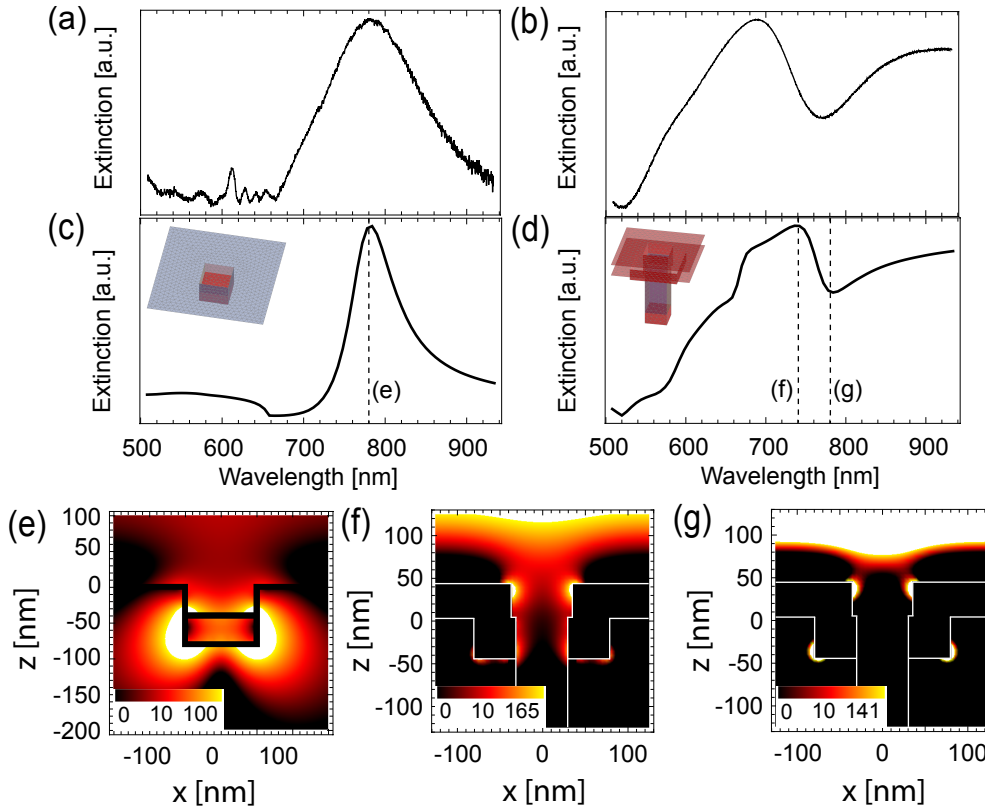 (a)
Extinction [a.u.]
(b)
Extinction [a.u.]
(c)
Extinction [a.u.]
(e)
500 600 700 800 900
Wavelength [nm]
(d)
Extinction [a.u.]
(f) (g)
500 600 700 800 900
Wavelength [nm]
(e)
z [nm]
100
50
0
-50
-100
-150
-200
0 10 100
-100 0 100
x [nm]
(f)
z [nm]
100
50
0
-50
-100
0 10 165
-100 0 100
x [nm]
(g)
z [nm]
100
50
0
-50
-100
0 10 141
-100 0 100
x [nm]